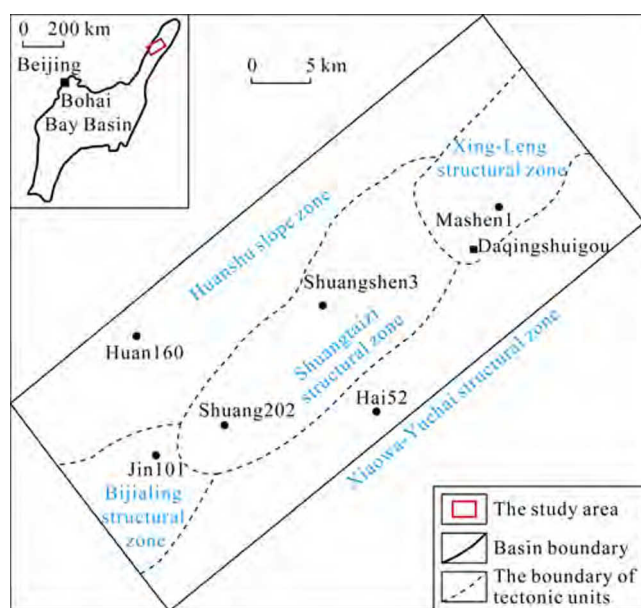 0 200 km
Beijing
Bohai
Bay Basin
0 5 km
Xing-Leng
structural zone
Mashen1
Daqingshuigou
Huanshu slope zone
Shuangshen3
Shuangtaizi
structural zone
Huan160
Hai52
Shuang202
Xiaowa-Yuchai structural zone
Jin101
Bijialing
structural
zone
The study area
Basin boundary
The boundary of
tectonic units